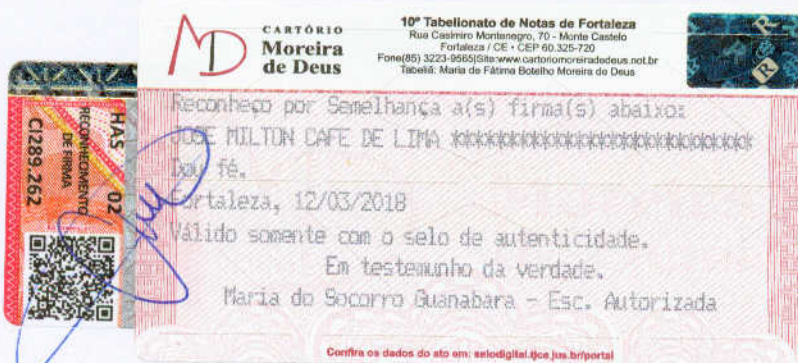 CARTÓRIO
Moreira
de Deus
10º Tabelionato de Notas de Fortaleza
Rua Casimiro Montenegro, 70 - Monte Castelo
Fortaleza / CE • CEP 60.325-720
Fone(85) 3223-9565|Site:www.cartoriomoreiradedeus.not.br
Tabeliã: Maria de Fátima Botelho Moreira de Deus
Reconheço por Semelhança a(s) firma(s) abaixo:
JOSE MILTON CAFE DE LIMA
Dou fé.
Fortaleza, 12/03/2018
Válido somente com o selo de autenticidade.
Em testemunho da verdade.
Maria do Socorro Guanabara - Esc. Autorizada
Confira os dados do ato em: selodigital.tjce.jus.br/portal
HAS 02
RECONHECIMENTO
DE FIRMA
CI289.262